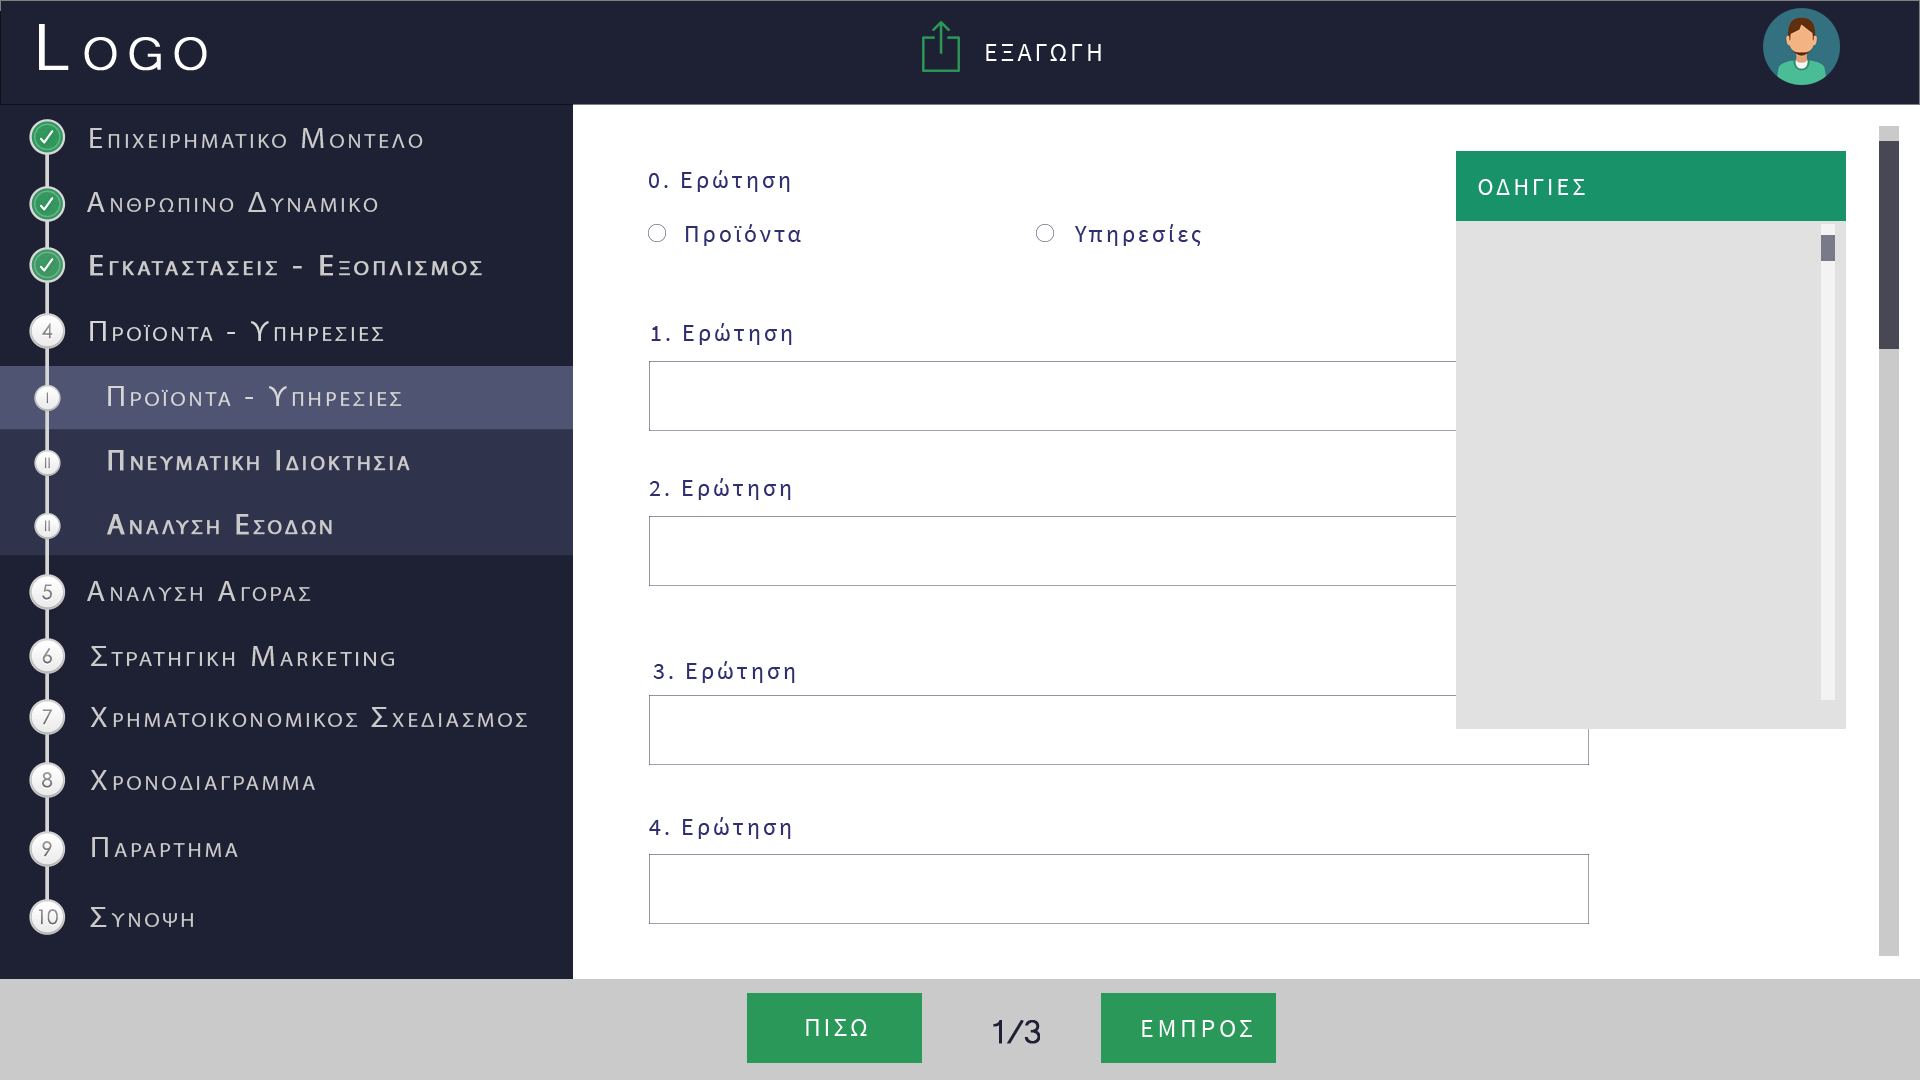 LOGO
ΕΞΑΓΩΓΗ
✓ ΕΠΙΧΕΙΡΗΜΑΤΙΚΟ ΜΟΝΤΕΛΟ
✓ ΑΝΘΡΩΠΙΝΟ ΔΥΝΑΜΙΚΟ
✓ ΕΓΚΑΤΑΣΤΑΣΕΙΣ - ΕΞΟΠΛΙΣΜΟΣ
4 ΠΡΟΪΟΝΤΑ - ΥΠΗΡΕΣΙΕΣ
I ΠΡΟΪΟΝΤΑ - ΥΠΗΡΕΣΙΕΣ
II ΠΝΕΥΜΑΤΙΚΗ ΙΔΙΟΚΤΗΣΙΑ
II ΑΝΑΛΥΣΗ ΕΣΟΔΩΝ
5 ΑΝΑΛΥΣΗ ΑΓΟΡΑΣ
6 ΣΤΡΑΤΗΓΙΚΗ MARKETING
7 ΧΡΗΜΑΤΟΙΚΟΝΟΜΙΚΟΣ ΣΧΕΔΙΑΣΜΟΣ
8 ΧΡΟΝΟΔΙΑΓΡΑΜΜΑ
9 ΠΑΡΑΡΤΗΜΑ
10 ΣΥΝΟΨΗ
0. Ερώτηση
Προϊόντα
Υπηρεσίες
1. Ερώτηση
2. Ερώτηση
3. Ερώτηση
4. Ερώτηση
ΟΔΗΓΙΕΣ
ΠΙΣΩ
1/3
ΕΜΠΡΟΣ